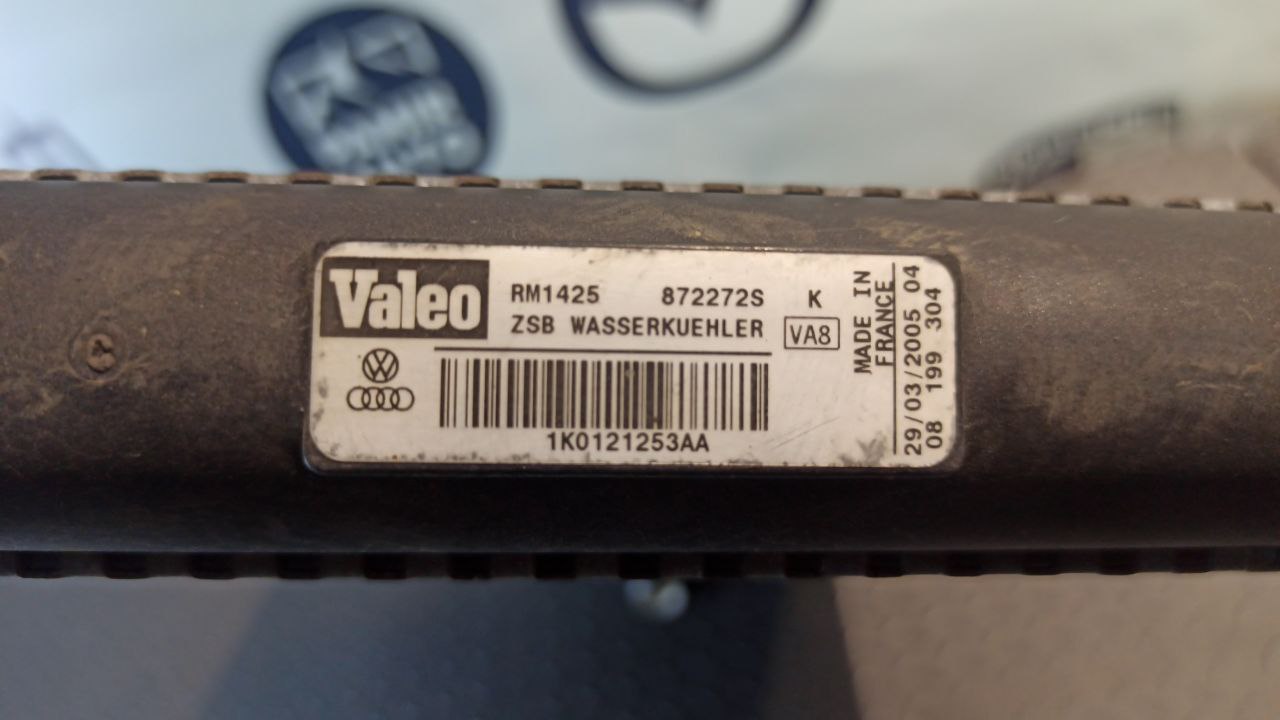 Valeo
RM1425 872272S K
ZSB WASSERKUEHLER VA8
1K0121253AA
MADE IN
FRANCE
29/03/2005 04
08 199 304